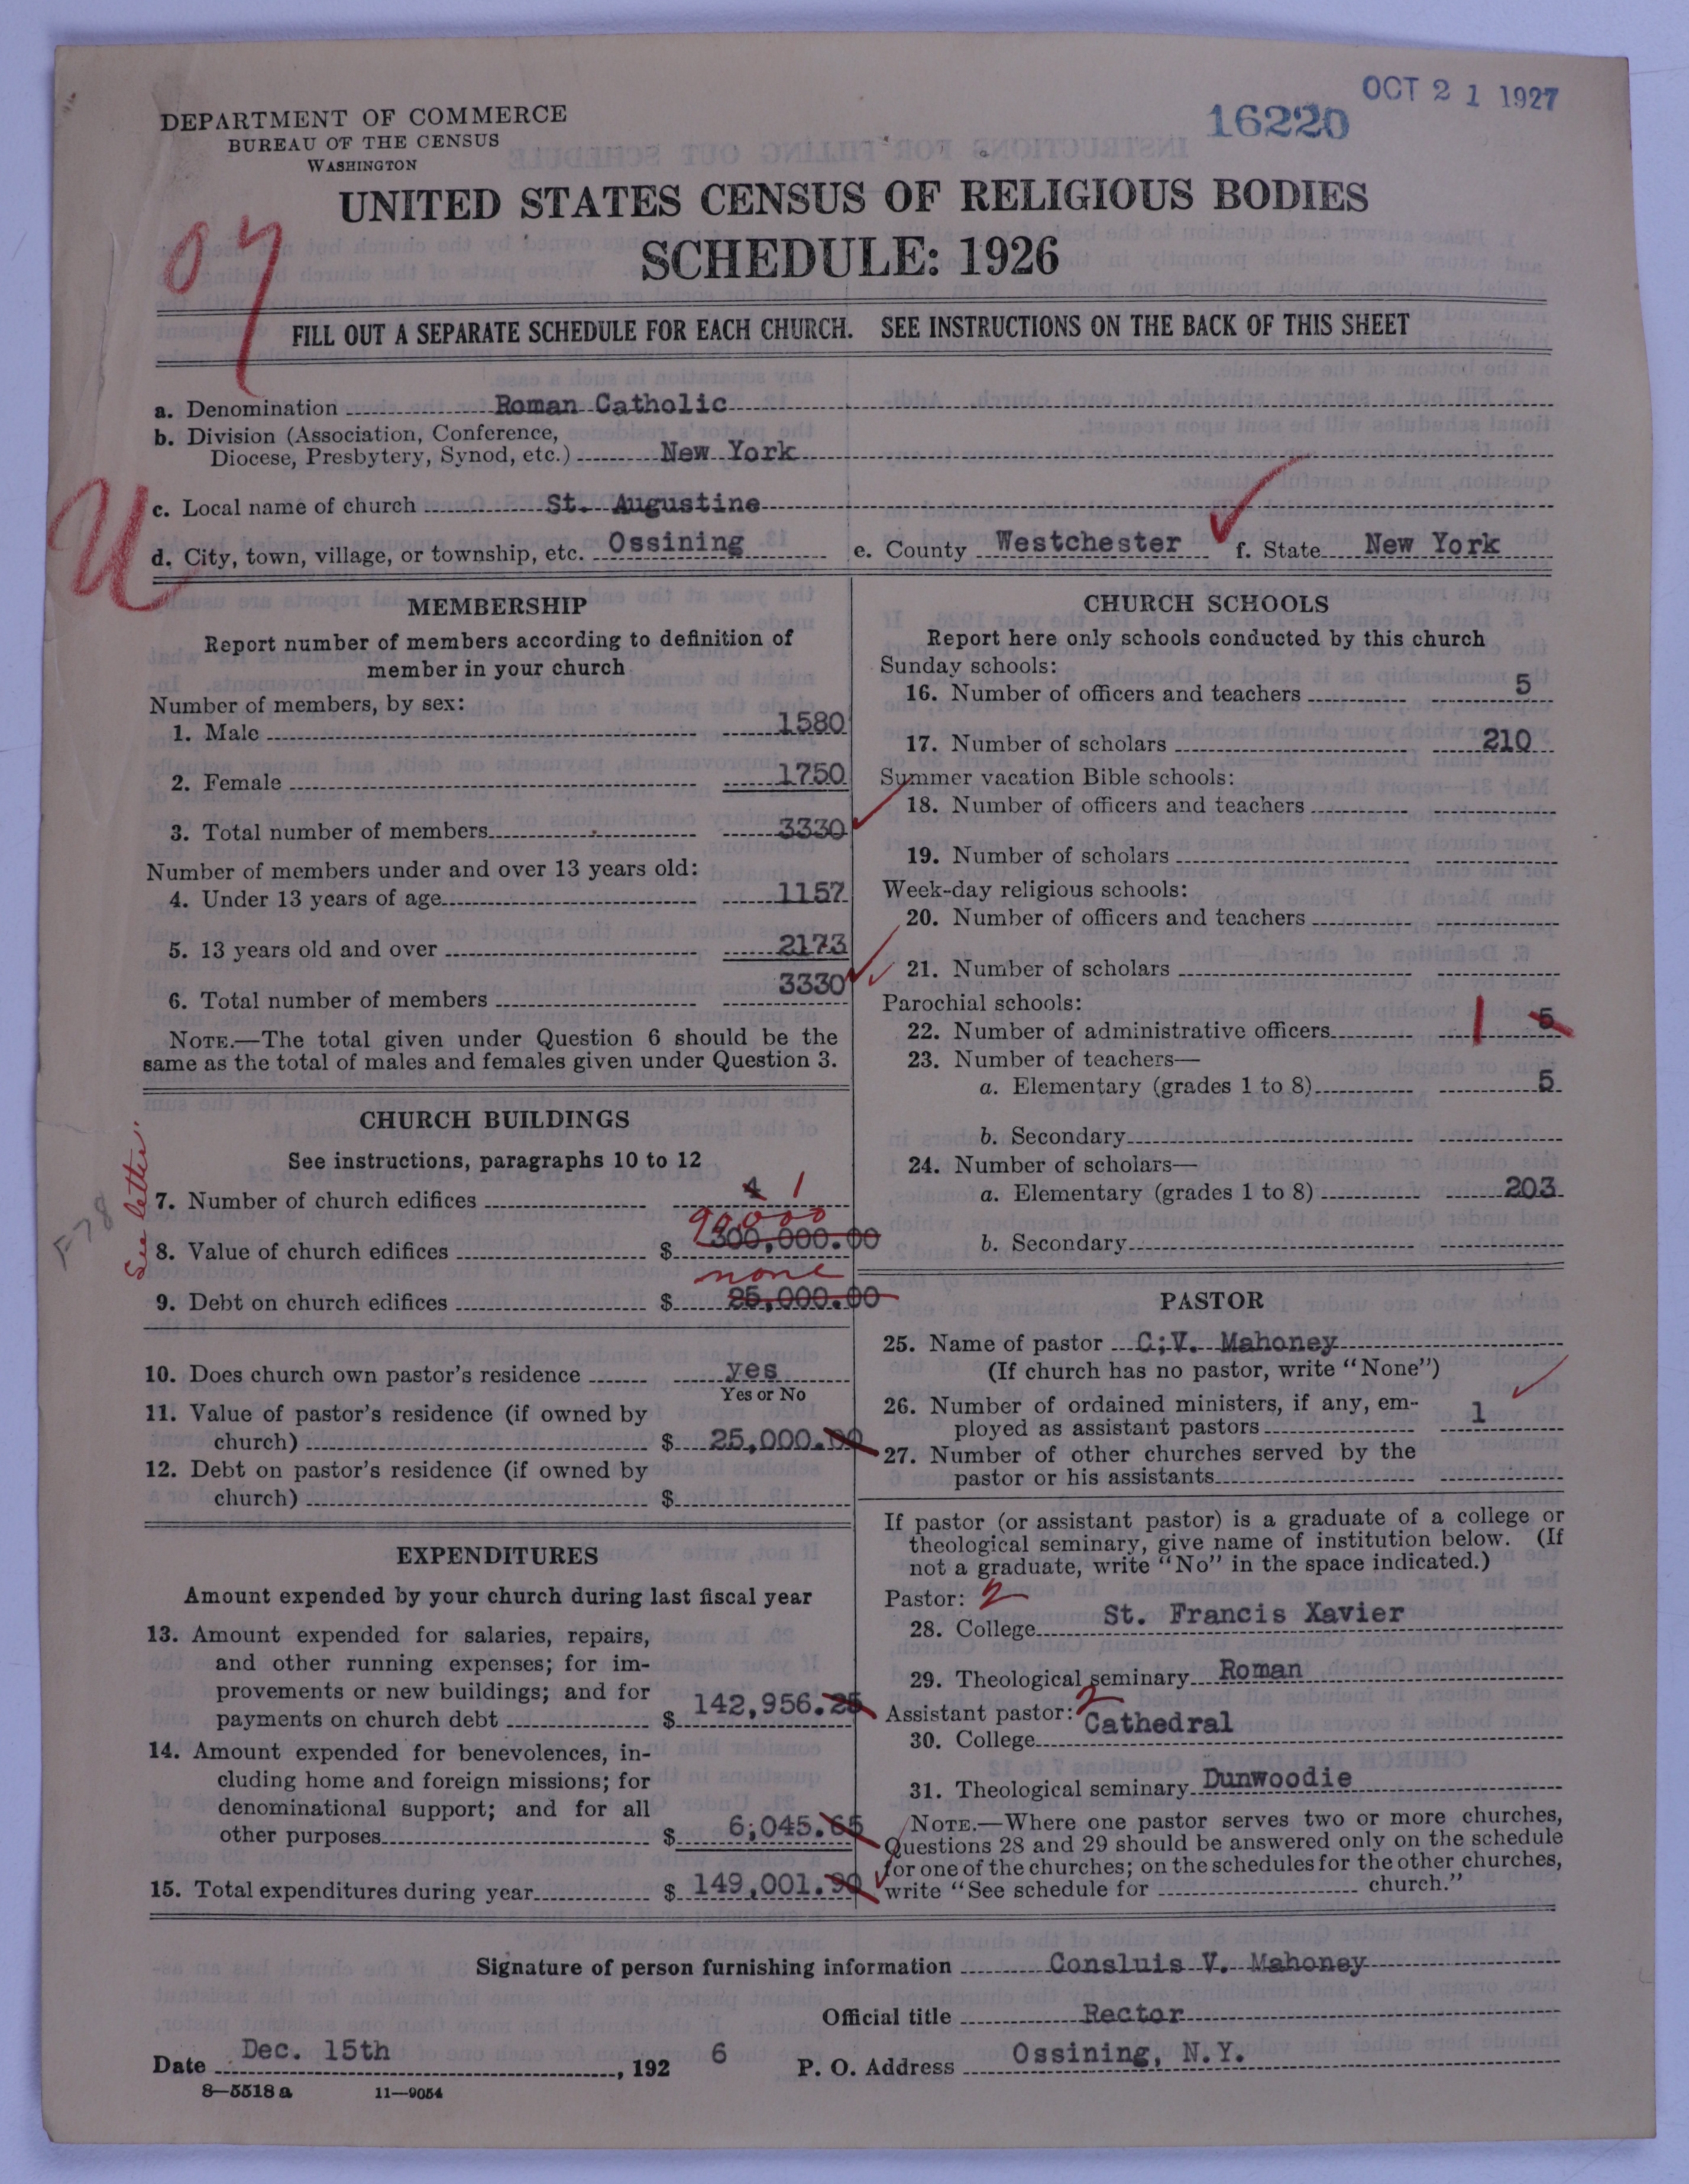 OCT 21 1927
16220
DEPARTMENT OF COMMERCE
BUREAU OF THE CENSUS
WASHINGTON
UNITED STATES CENSUS OF RELIGIOUS BODIES
SCHEDULE: 1926
FILL OUT A SEPARATE SCHEDULE FOR EACH CHURCH. SEE INSTRUCTIONS ON THE BACK OF THIS SHEET
a. Denomination Roman Catholic
b. Division (Association, Conference,
Diocese, Presbytery, Synod, etc.) New York
c. Local name of church St. Augustine
d. City, town, village, or township, etc. Ossining e. County Westchester f. State New York
MEMBERSHIP
Report number of members according to definition of
member in your church
Number of members, by sex:
1. Male 1580
2. Female 1750
3. Total number of members 3330
Number of members under and over 13 years old:
4. Under 13 years of age 1157
5. 13 years old and over 2173
6. Total number of members 3330
NOTE.—The total given under Question 6 should be the
same as the total of males and females given under Question 3.
CHURCH BUILDINGS
See instructions, paragraphs 10 to 12
See letter.
F-78
7. Number of church edifices 4 1
90,000
8. Value of church edifices $ 300,000.00
none
9. Debt on church edifices $ 25,000.00
10. Does church own pastor's residence yes
Yes or No
11. Value of pastor's residence (if owned by
church) $ 25,000.00
12. Debt on pastor's residence (if owned by
church) $
EXPENDITURES
Amount expended by your church during last fiscal year
13. Amount expended for salaries, repairs,
and other running expenses; for im-
provements or new buildings; and for
payments on church debt $ 142,956.25
14. Amount expended for benevolences, in-
cluding home and foreign missions; for
denominational support; and for all
other purposes $ 6,045.65
15. Total expenditures during year $ 149,001.90
CHURCH SCHOOLS
Report here only schools conducted by this church
Sunday schools:
16. Number of officers and teachers 5
17. Number of scholars 210
Summer vacation Bible schools:
18. Number of officers and teachers
19. Number of scholars
Week-day religious schools:
20. Number of officers and teachers
21. Number of scholars
Parochial schools:
22. Number of administrative officers 1 5
23. Number of teachers—
a. Elementary (grades 1 to 8) 5
b. Secondary
24. Number of scholars—
a. Elementary (grades 1 to 8) 203
b. Secondary
PASTOR
25. Name of pastor C;V. Mahoney
(If church has no pastor, write "None")
26. Number of ordained ministers, if any, em-
ployed as assistant pastors 1
27. Number of other churches served by the
pastor or his assistants
If pastor (or assistant pastor) is a graduate of a college or
theological seminary, give name of institution below. (If
not a graduate, write "No" in the space indicated.)
Pastor: 2
28. College St. Francis Xavier
29. Theological seminary Roman
Assistant pastor: 2
30. College Cathedral
31. Theological seminary Dunwoodie
NOTE.—Where one pastor serves two or more churches,
Questions 28 and 29 should be answered only on the schedule
for one of the churches; on the schedules for the other churches,
write "See schedule for church."
Signature of person furnishing information Consluis V. Mahoney
Official title Rector
Date Dec. 15th, 192 6 P. O. Address Ossining, N.Y.
8—5518 a 11—9054